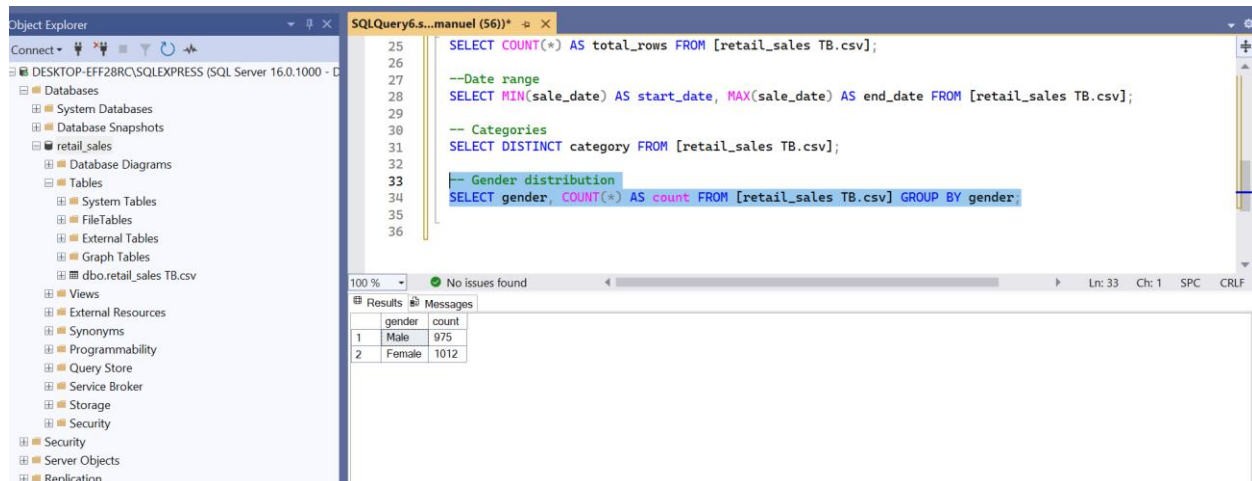 Object Explorer
Connect
DESKTOP-EFF28RC\SQLEXPRESS (SQL Server 16.0.1000 - D
Databases
System Databases
Database Snapshots
retail_sales
Database Diagrams
Tables
System Tables
FileTables
External Tables
Graph Tables
dbo.retail_sales TB.csv
Views
External Resources
Synonyms
Programmability
Query Store
Service Broker
Storage
Security
Security
Server Objects
Replication
SQLQuery6.s...manuel (56))*
25 SELECT COUNT(*) AS total_rows FROM [retail_sales TB.csv];
26
27 --Date range
28 SELECT MIN(sale_date) AS start_date, MAX(sale_date) AS end_date FROM [retail_sales TB.csv];
29
30 -- Categories
31 SELECT DISTINCT category FROM [retail_sales TB.csv];
32
33 -- Gender distribution
34 SELECT gender, COUNT(*) AS count FROM [retail_sales TB.csv] GROUP BY gender;
35
36
100 % No issues found Ln: 33 Ch: 1 SPC CRLF
Results Messages
gender count
1 Male 975
2 Female 1012